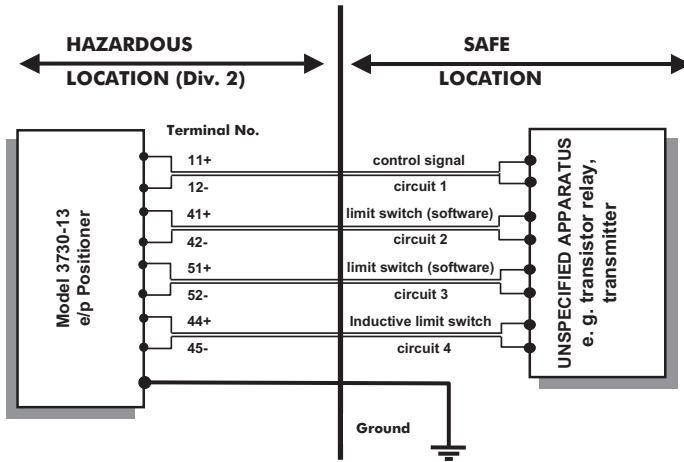 HAZARDOUS
LOCATION (Div. 2)
SAFE
LOCATION
Terminal No.
Model 3730-13
e/p Positioner
11+
control signal
12-
circuit 1
41+
limit switch (software)
42-
circuit 2
51+
limit switch (software)
52-
circuit 3
44+
Inductive limit switch
45-
circuit 4
UNSPECIFIED APPARATUS
e. g. transistor relay,
transmitter
Ground